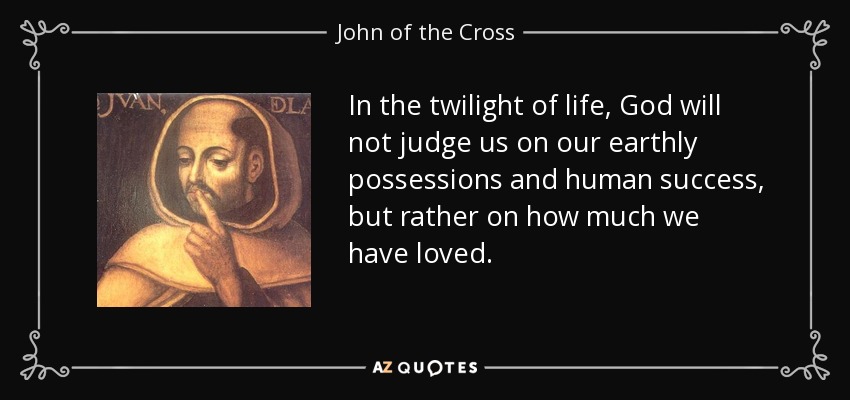 John of the Cross
JVAN, DLA
In the twilight of life, God will
not judge us on our earthly
possessions and human success,
but rather on how much we
have loved.
AZ QUOTES